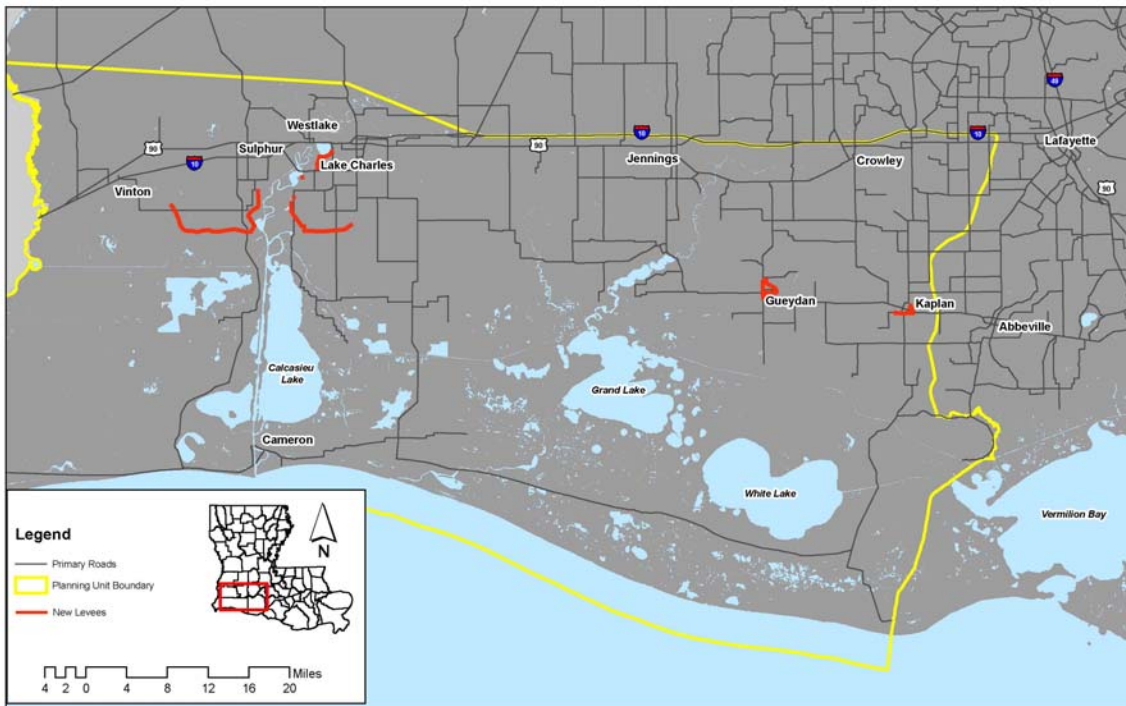 49
Westlake
10
10
90
Sulphur
90
Lafayette
Lake Charles
Jennings
Crowley
10
90
Vinton
Gueydan
Kaplan
Abbeville
Calcasieu
Lake
Grand Lake
Cameron
White Lake
Vermilion Bay
Legend
N
Primary Roads
Planning Unit Boundary
New Levees
Miles
4 2 0 4 8 12 16 20